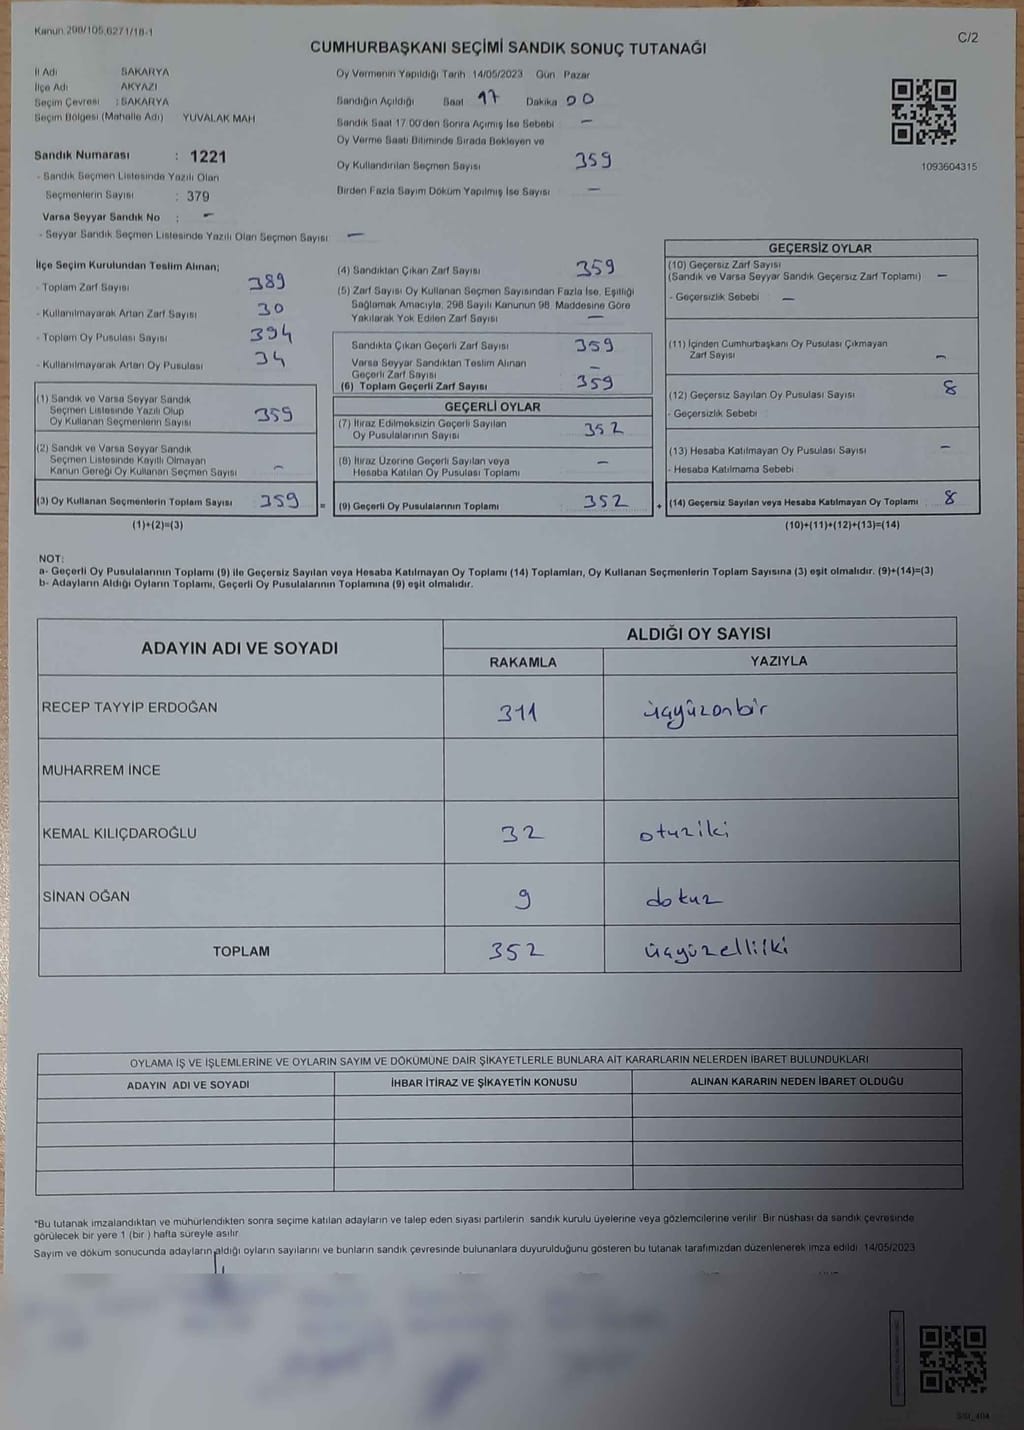 Kanun 298/105,6271/18-1
C/2
CUMHURBAŞKANI SEÇİMİ SANDIK SONUÇ TUTANAĞI
İl Adı SAKARYA
İlçe Adı AKYAZI
Seçim Çevresi : SAKARYA
Seçim Bölgesi (Mahalle Adı) YUVALAK MAH
Sandık Numarası : 1221
- Sandık Seçmen Listesinde Yazılı Olan
Seçmenlerin Sayısı : 379
Varsa Seyyar Sandık No : -
- Seyyar Sandık Seçmen Listesinde Yazılı Olan Seçmen Sayısı -
Oy Vermenin Yapıldığı Tarih 14/05/2023 Gün Pazar
Sandığın Açıldığı Saat 17 Dakika 00
Sandık Saat 17.00'den Sonra Açımış İse Sebebi -
Oy Verme Saati Bitiminde Sırada Bekleyen ve
Oy Kullandırılan Seçmen Sayısı 359
Birden Fazla Sayım Döküm Yapılmış İse Sayısı -
1093604315
İlçe Seçim Kurulundan Teslim Alınan;
- Toplam Zarf Sayısı 389
- Kullanılmayarak Artan Zarf Sayısı 30
- Toplam Oy Pusulası Sayısı 394
- Kullanılmayarak Artan Oy Pusulası 34
(1) Sandık ve Varsa Seyyar Sandık
Seçmen Listesinde Yazılı Olup
Oy Kullanan Seçmenlerin Sayısı 359
(2) Sandık ve Varsa Seyyar Sandık
Seçmen Listesinde Kayıtlı Olmayan
Kanun Gereği Oy Kullanan Seçmen Sayısı -
(3) Oy Kullanan Seçmenlerin Toplam Sayısı 359 =
(1)+(2)=(3)
(4) Sandıktan Çıkan Zarf Sayısı 359
(5) Zarf Sayısı Oy Kullanan Seçmen Sayısından Fazla İse, Eşitliği
Sağlamak Amacıyla, 298 Sayılı Kanunun 98. Maddesine Göre
Yakılarak Yok Edilen Zarf Sayısı -
Sandıkta Çıkan Geçerli Zarf Sayısı 359
Varsa Seyyar Sandıktan Teslim Alınan
Geçerli Zarf Sayısı -
(6) Toplam Geçerli Zarf Sayısı 359
GEÇERLİ OYLAR
(7) İtiraz Edilmeksizin Geçerli Sayılan
Oy Pusulalarının Sayısı 352
(8) İtiraz Üzerine Geçerli Sayılan veya
Hesaba Katılan Oy Pusulası Toplamı -
(9) Geçerli Oy Pusulalarının Toplamı 352 +
GEÇERSİZ OYLAR
(10) Geçersiz Zarf Sayısı
(Sandık ve Varsa Seyyar Sandık Geçersiz Zarf Toplamı) -
- Geçersizlik Sebebi -
(11) İçinden Cumhurbaşkanı Oy Pusulası Çıkmayan
Zarf Sayısı -
(12) Geçersiz Sayılan Oy Pusulası Sayısı 8
- Geçersizlik Sebebi
(13) Hesaba Katılmayan Oy Pusulası Sayısı -
- Hesaba Katılmama Sebebi
(14) Geçersiz Sayılan veya Hesaba Katılmayan Oy Toplamı 8
(10)+(11)+(12)+(13)=(14)
NOT:
a- Geçerli Oy Pusulalarının Toplamı (9) ile Geçersiz Sayılan veya Hesaba Katılmayan Oy Toplamı (14) Toplamları, Oy Kullanan Seçmenlerin Toplam Sayısına (3) eşit olmalıdır. (9)+(14)=(3)
b- Adayların Aldığı Oyların Toplamı, Geçerli Oy Pusulalarının Toplamına (9) eşit olmalıdır.
ADAYIN ADI VE SOYADI
ALDIĞI OY SAYISI
RAKAMLA YAZIYLA
RECEP TAYYİP ERDOĞAN 311 üçyüzonbir
MUHARREM İNCE
KEMAL KILIÇDAROĞLU 32 otuziki
SİNAN OĞAN 9 dokuz
TOPLAM 352 üçyüzelliiki
OYLAMA İŞ VE İŞLEMLERİNE VE OYLARIN SAYIM VE DÖKÜMÜNE DAİR ŞİKAYETLERLE BUNLARA AİT KARARLARIN NELERDEN İBARET BULUNDUKLARI
ADAYIN ADI VE SOYADI İHBAR İTİRAZ VE ŞİKAYETİN KONUSU ALINAN KARARIN NEDEN İBARET OLDUĞU
*Bu tutanak imzalandıktan ve mühürlendikten sonra seçime katılan adayların ve talep eden siyasi partilerin sandık kurulu üyelerine veya gözlemcilerine verilir. Bir nüshası da sandık çevresinde
görülecek bir yere 1 (bir) hafta süreyle asılır.
Sayım ve döküm sonucunda adayların aldığı oyların sayılarını ve bunların sandık çevresinde bulunanlara duyurulduğunu gösteren bu tutanak tarafımızdan düzenlenerek imza edildi. 14/05/2023